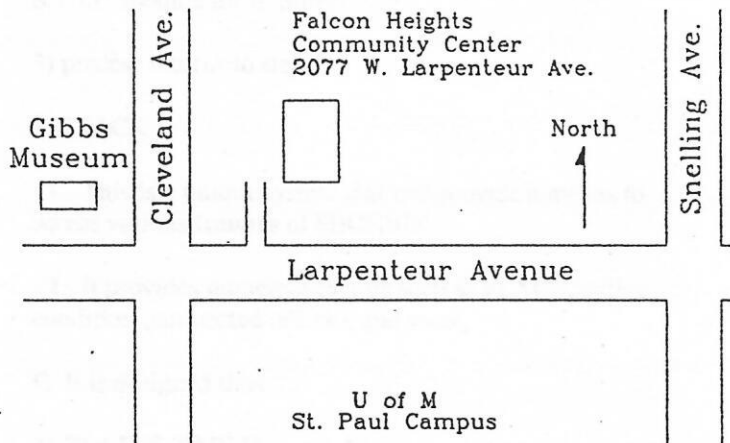 Falcon Heights
Community Center
2077 W. Larpenteur Ave.
Cleveland Ave.
Snelling Ave.
Gibbs
Museum
North
Larpenteur Avenue
U of M
St. Paul Campus